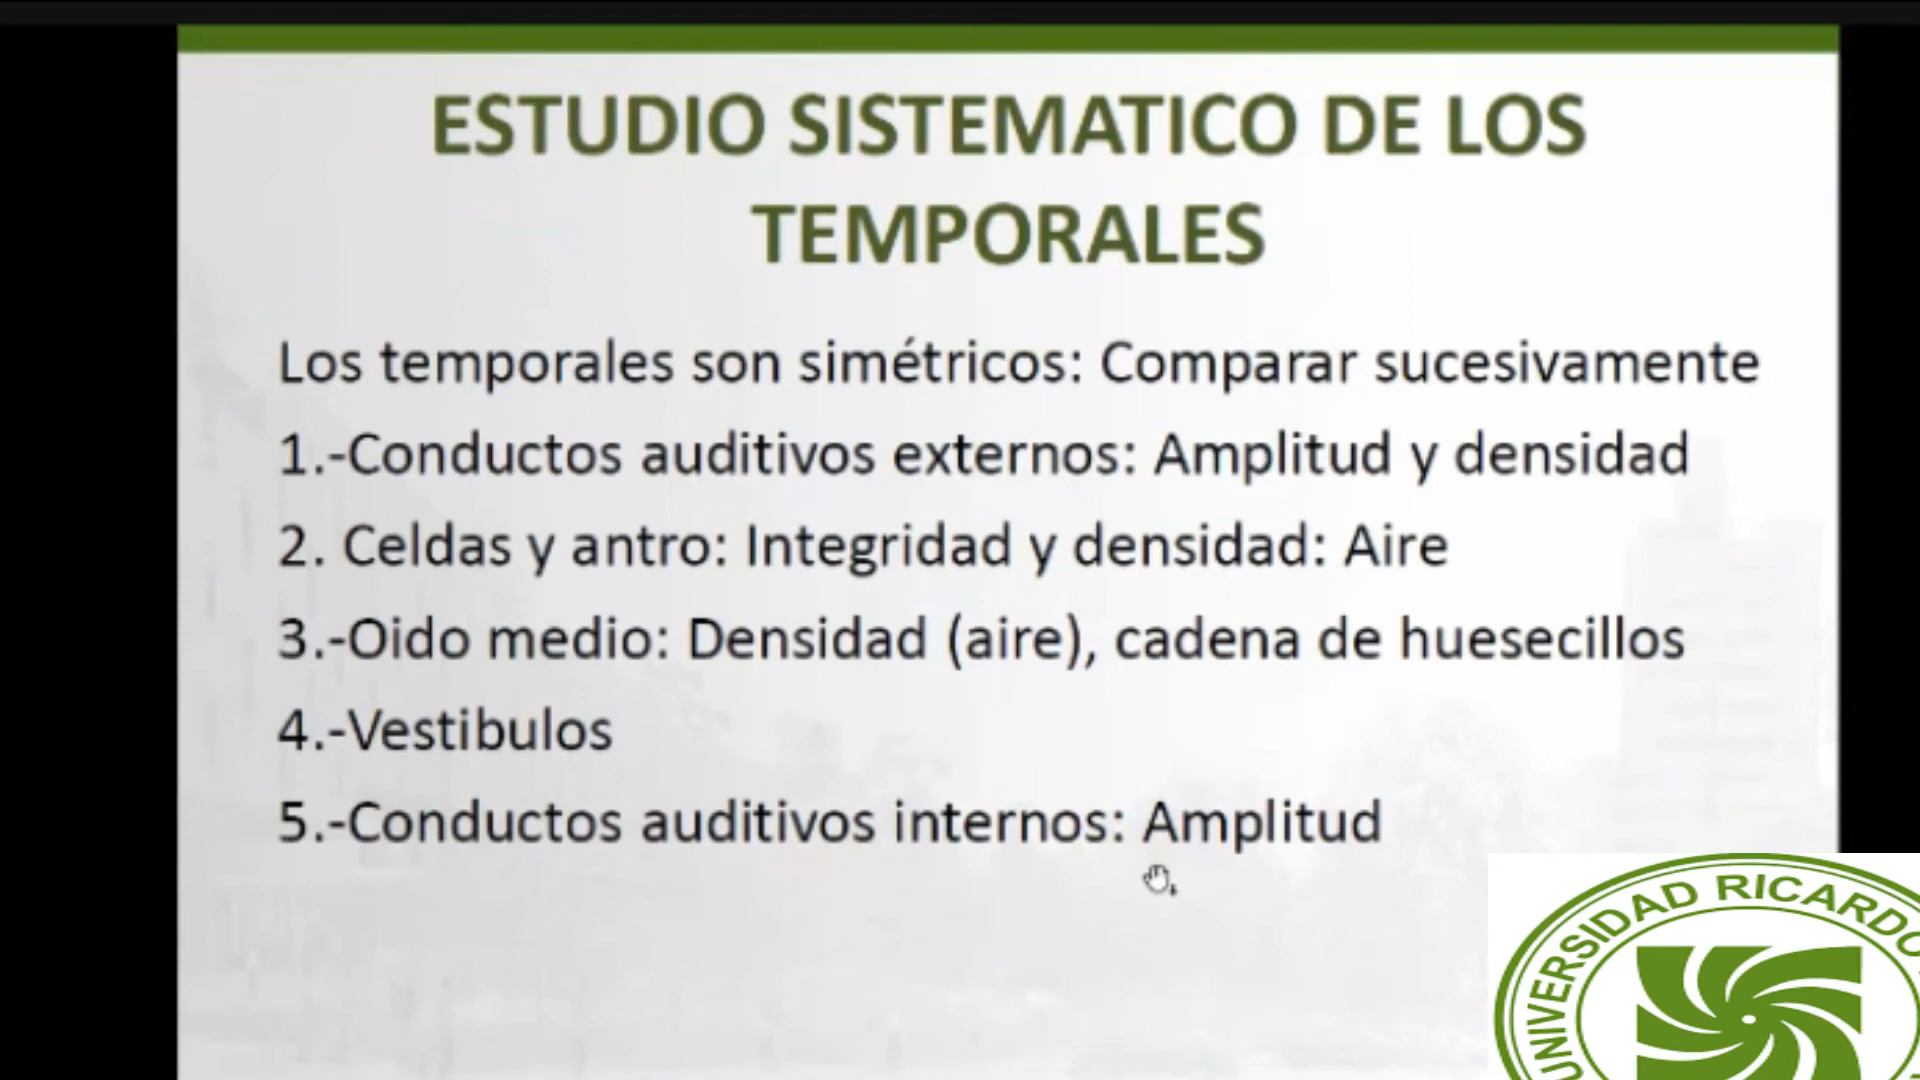 ESTUDIO SISTEMATICO DE LOS
TEMPORALES
Los temporales son simétricos: Comparar sucesivamente
1.-Conductos auditivos externos: Amplitud y densidad
2. Celdas y antro: Integridad y densidad: Aire
3.-Oido medio: Densidad (aire), cadena de huesecillos
4.-Vestibulos
5.-Conductos auditivos internos: Amplitud
UNIVERSIDAD RICARDO